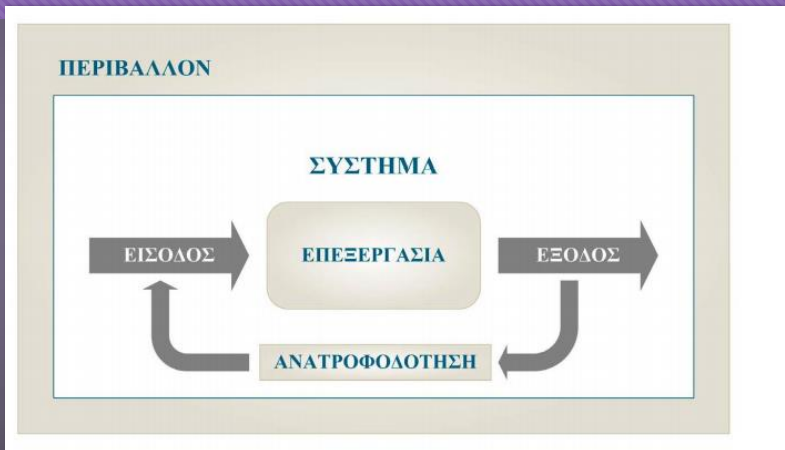 ΠΕΡΙΒΑΛΛΟΝ
ΣΥΣΤΗΜΑ
ΕΙΣΟΔΟΣ
ΕΠΕΞΕΡΓΑΣΙΑ
ΕΞΟΔΟΣ
ΑΝΑΤΡΟΦΟΔΟΤΗΣΗ